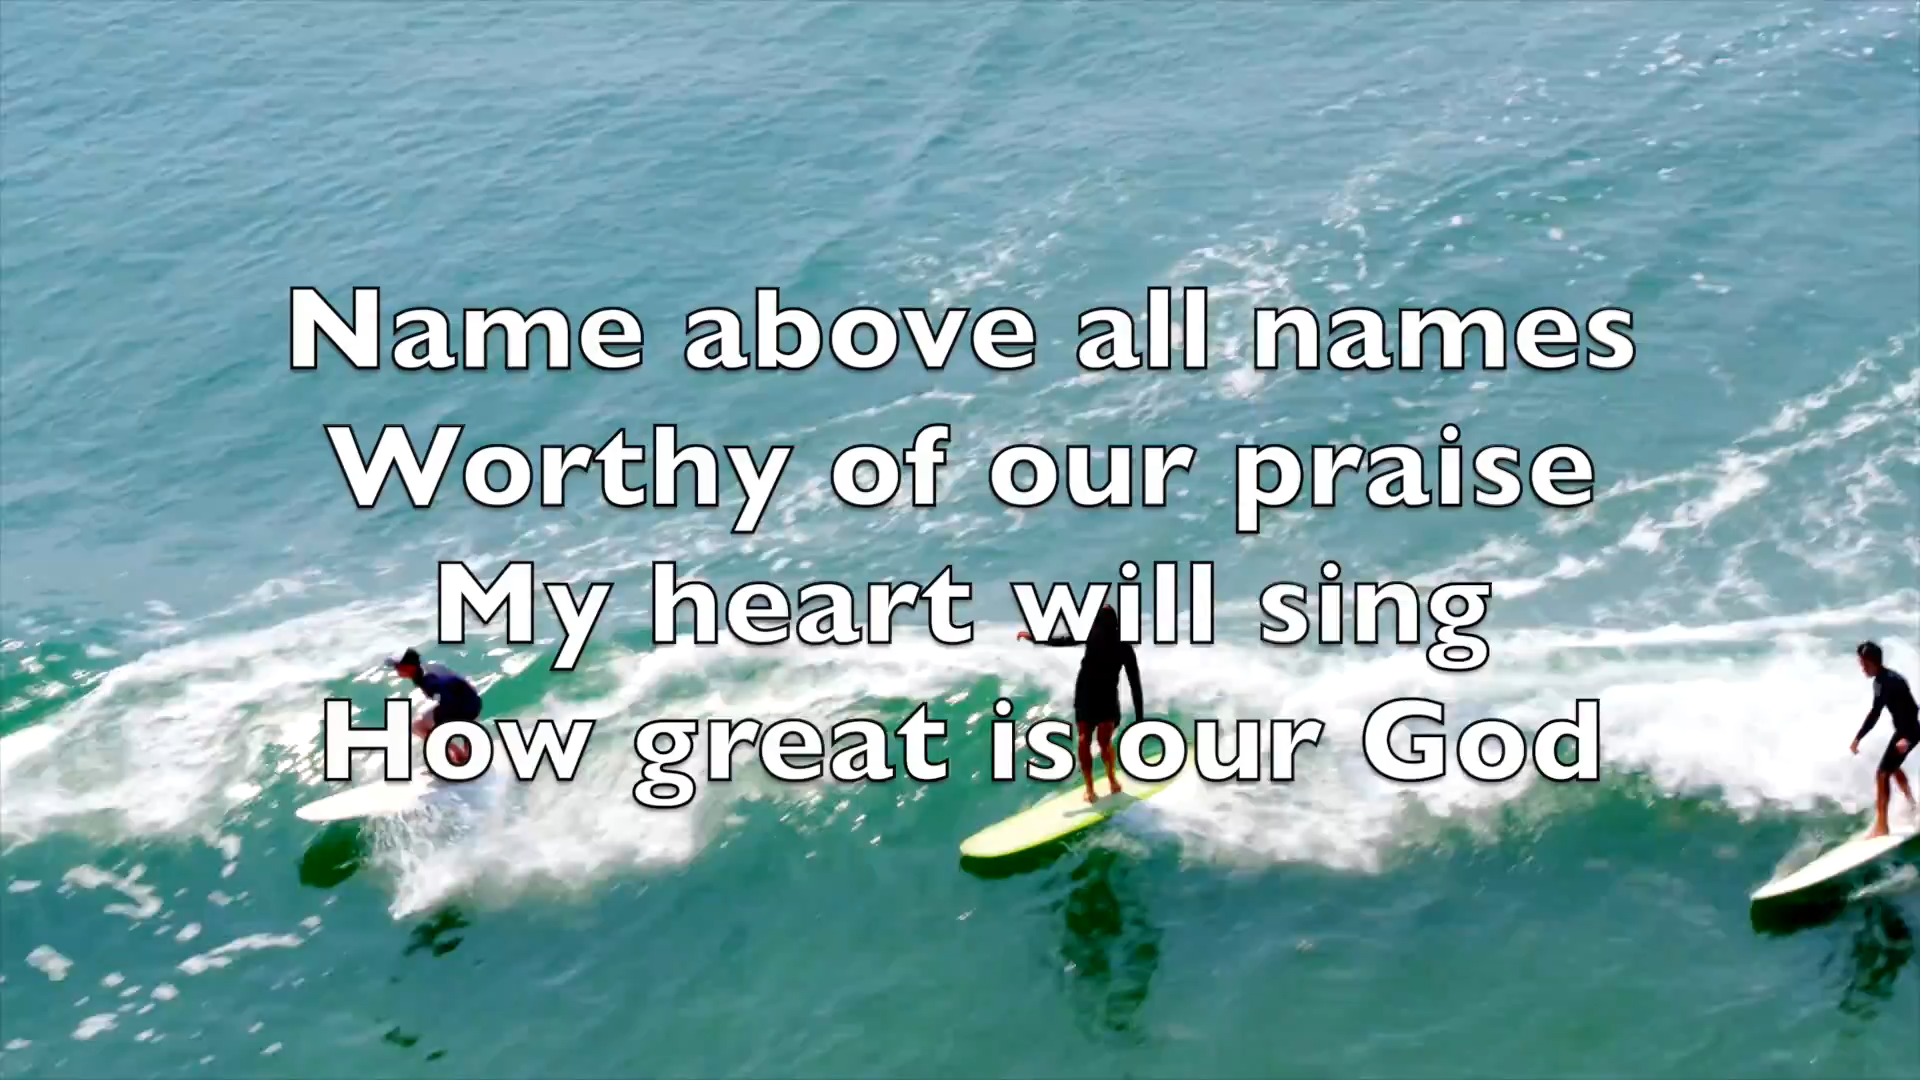 Name above all names
Worthy of our praise
My heart will sing
How great is our God